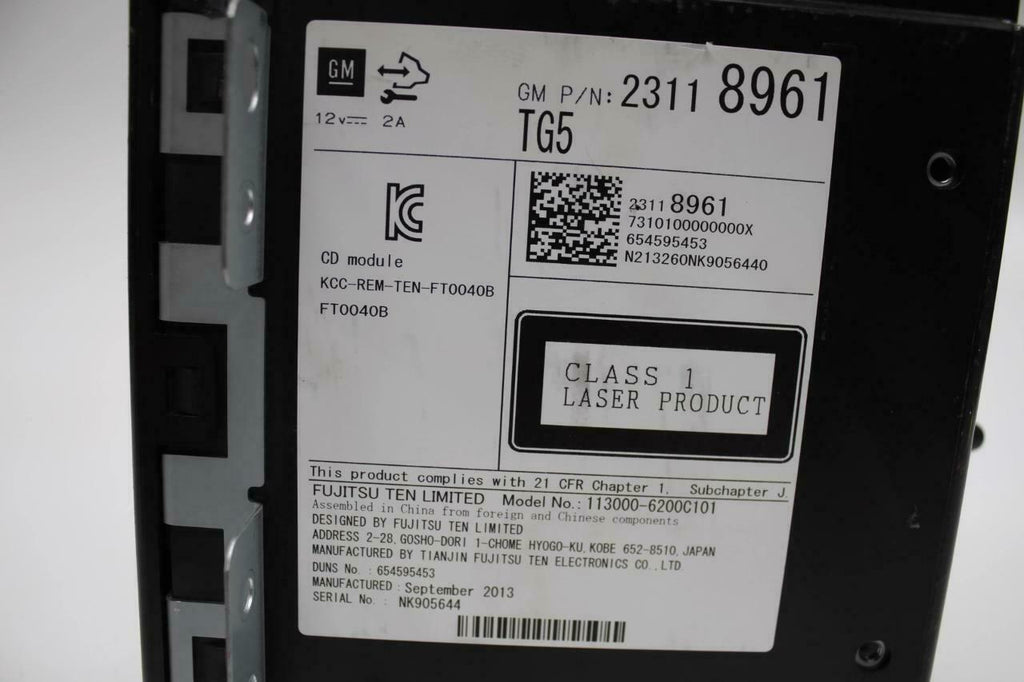 GM
12v 2A
GM P/N: 2311 8961
TG5
KC
CD module
KCC-REM-TEN-FT0040B
FT0040B
2311 8961
7310100000000X
654595453
N213260NK9056440
CLASS 1
LASER PRODUCT
This product complies with 21 CFR Chapter 1, Subchapter J.
FUJITSU TEN LIMITED Model No.: 113000-6200C101
Assembled in China from foreign and Chinese components
DESIGNED BY FUJITSU TEN LIMITED
ADDRESS 2-28, GOSHO-DORI 1-CHOME HYOGO-KU, KOBE 652-8510, JAPAN
MANUFACTURED BY TIANJIN FUJITSU TEN ELECTRONICS CO.,LTD.
DUNS No. : 654595453
MANUFACTURED : September 2013
SERIAL No. : NK905644